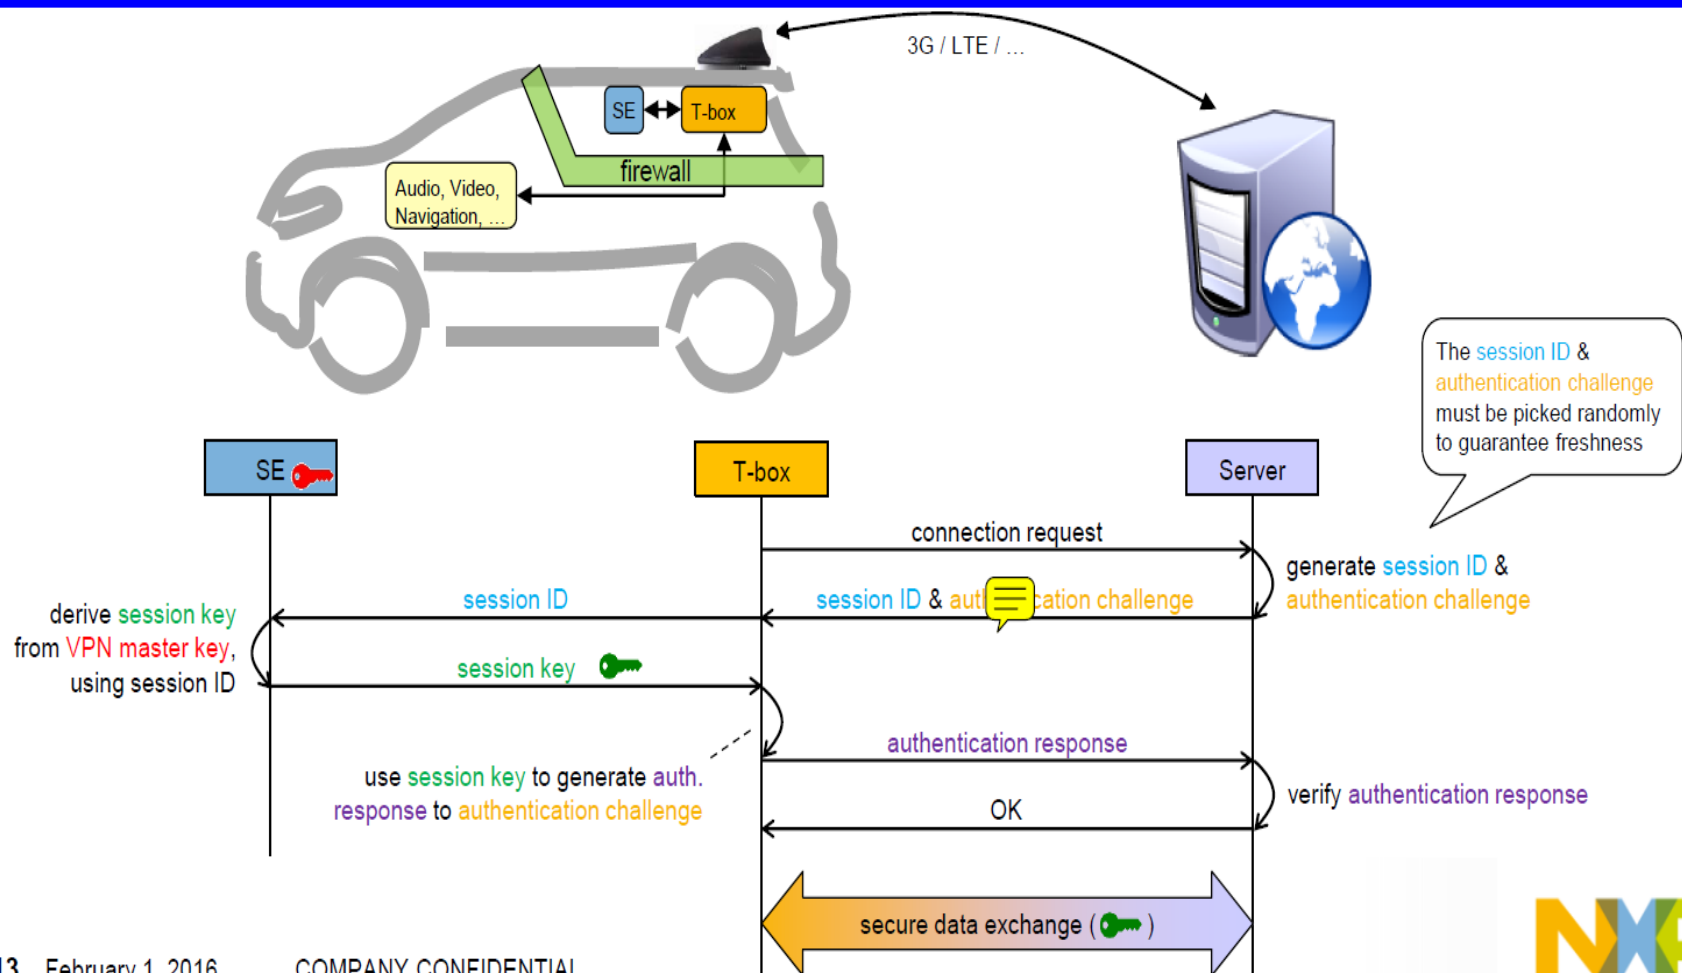 3G / LTE / ...
SE
T-box
firewall
Audio, Video,
Navigation, ...
The session ID &
authentication challenge
must be picked randomly
to guarantee freshness
SE
T-box
Server
connection request
generate session ID &
authentication challenge
session ID
session ID & aut cation challenge
derive session key
from VPN master key,
using session ID
session key
authentication response
use session key to generate auth.
response to authentication challenge
verify authentication response
OK
secure data exchange ( )
13 February 1, 2016 COMPANY CONFIDENTIAL
NXP